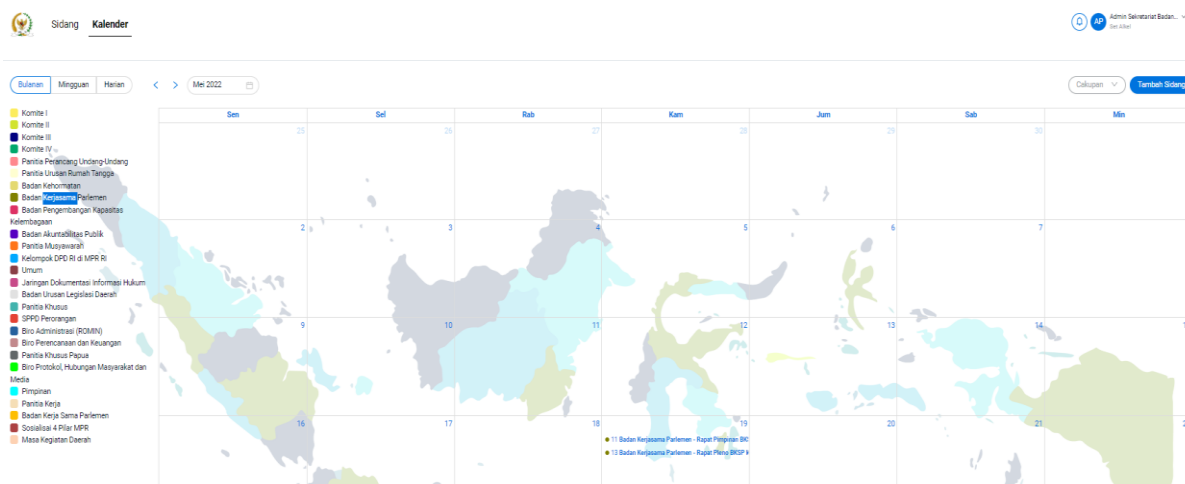 Sidang Kalender
AP Admin Sekretariat Badan...
Bulanan Mingguan Harian < > Mei 2022
Cakupan Tambah Sidang
Sen Sel Rab Kam Jum Sab Min
Komite I
Komite II
Komite III
Komite IV
Panitia Perancang Undang-Undang
Panitia Urusan Rumah Tangga
Badan Kehormatan
Badan Kerjasama Parlemen
Badan Pengembangan Kapasitas
Kelembagaan
Badan Akuntabilitas Publik
Panitia Musyawarah
Kelompok DPD RI di MPR RI
Umum
Jaringan Dokumentasi Informasi Hukum
Badan Urusan Legislasi Daerah
Panitia Khusus
SPPD Perorangan
Biro Administrasi (ROMIN)
Biro Perencanaan dan Keuangan
Panitia Khusus Papua
Biro Protokol, Hubungan Masyarakat dan
Media
Pimpinan
Panitia Kerja
Badan Kerja Sama Parlemen
Sosialisai 4 Pilar MPR
Masa Kegiatan Daerah
25 26 27 28 29 30
2 3 4 5 6 7
9 10 11 12 13 14
16 17 18 19 20 21
11 Badan Kerjasama Parlemen - Rapat Pimpinan BK
13 Badan Kerjasama Parlemen - Rapat Pleno BKSP